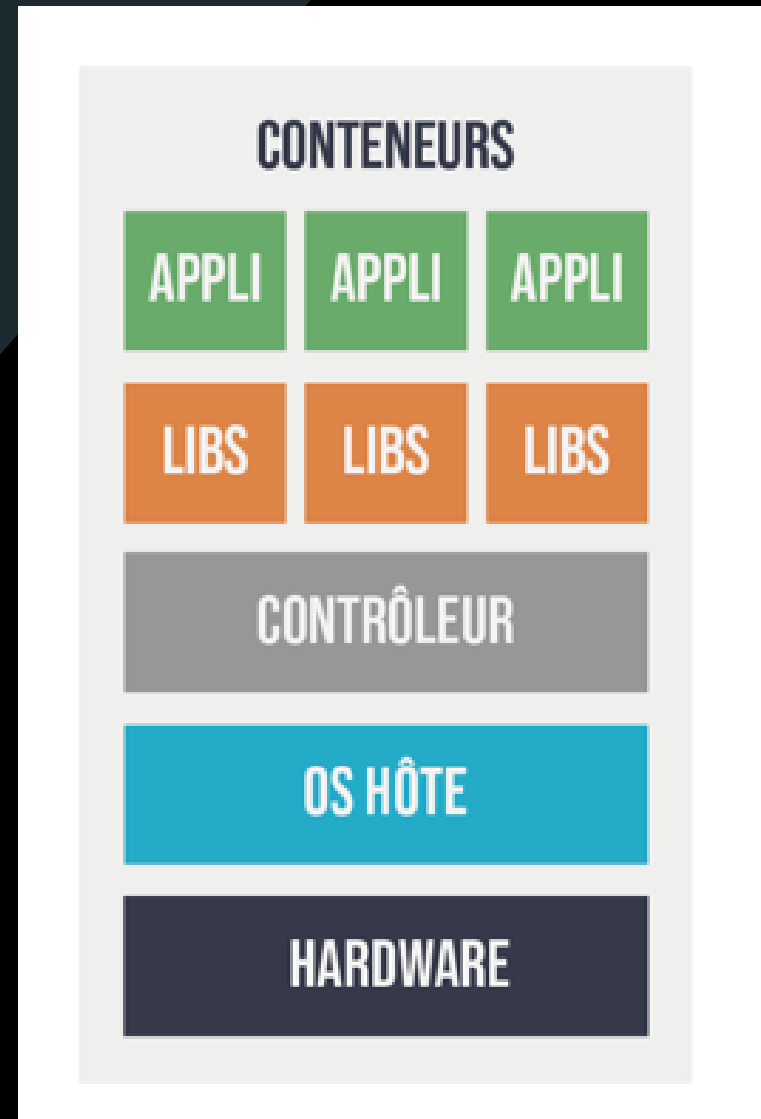 CONTENEURS
APPLI APPLI APPLI
LIBS LIBS LIBS
CONTRÔLEUR
OS HÔTE
HARDWARE